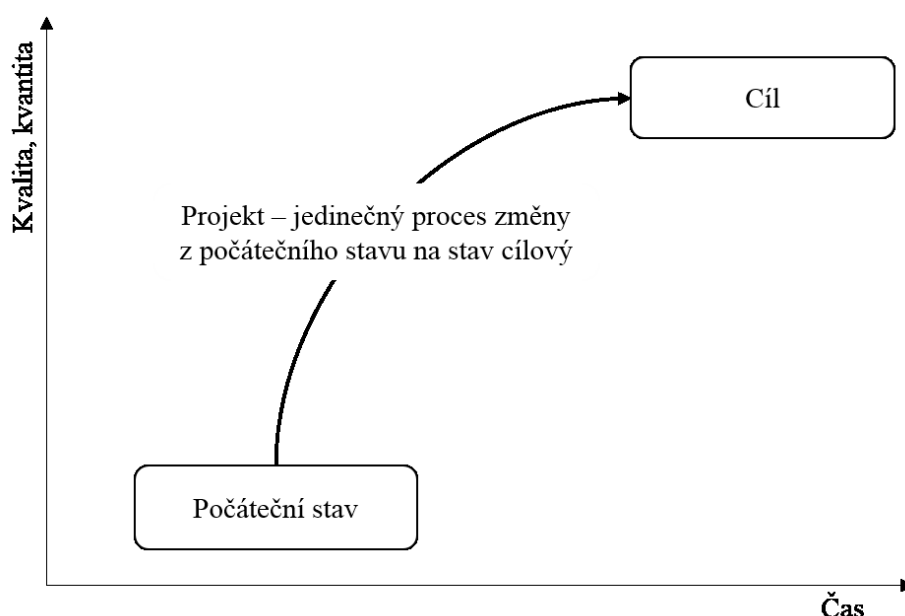 Kvalita, kvantita
Cíl
Projekt – jedinečný proces změny
z počátečního stavu na stav cílový
Počáteční stav
Čas